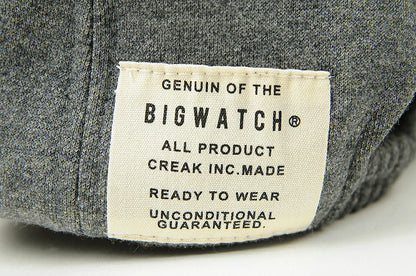 GENUIN OF THE
BIGWATCH®
ALL PRODUCT
CREAK INC.MADE
READY TO WEAR
UNCONDITIONAL
GUARANTEED.